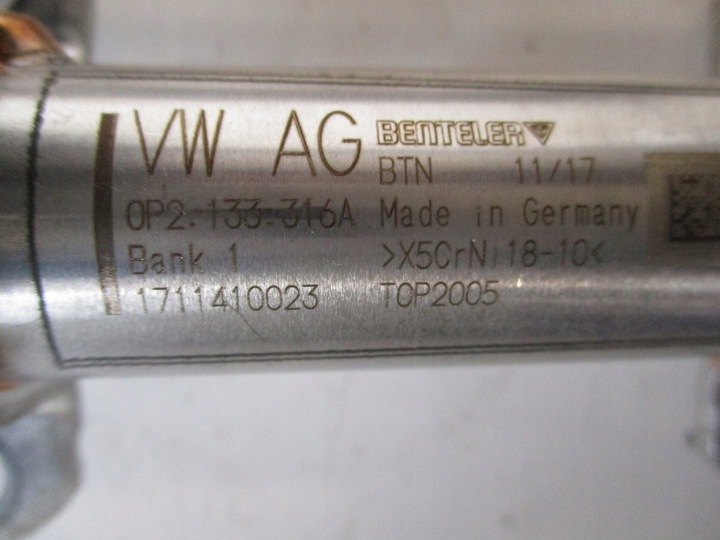 VW AG BENTELER
BTN 11/17
0P2.133.316A Made in Germany
Bank 1 >X5CrNi18-10<
1711410023 TOP2005